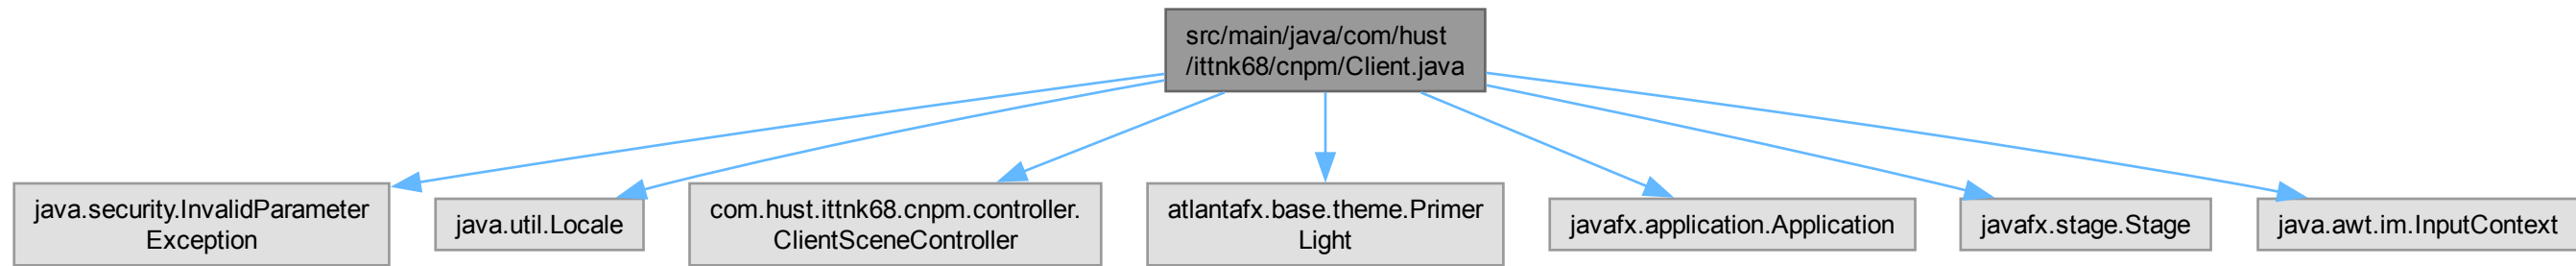 src/main/java/com/hust
/ittnk68/cnpm/Client.java
java.security.InvalidParameter
Exception
java.util.Locale
com.hust.ittnk68.cnpm.controller.
ClientSceneController
atlantafx.base.theme.Primer
Light
javafx.application.Application
javafx.stage.Stage
java.awt.im.InputContext